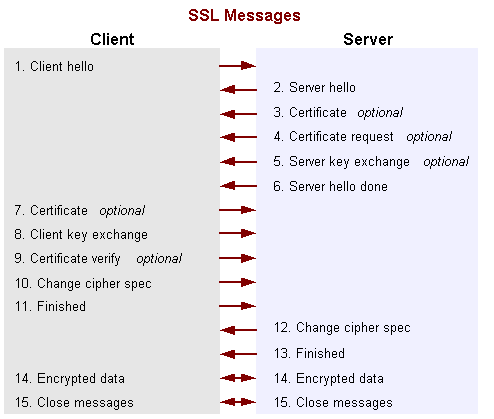 SSL Messages
Client Server
1. Client hello
2. Server hello
3. Certificate optional
4. Certificate request optional
5. Server key exchange optional
6. Server hello done
7. Certificate optional
8. Client key exchange
9. Certificate verify optional
10. Change cipher spec
11. Finished
12. Change cipher spec
13. Finished
14. Encrypted data 14. Encrypted data
15. Close messages 15. Close messages